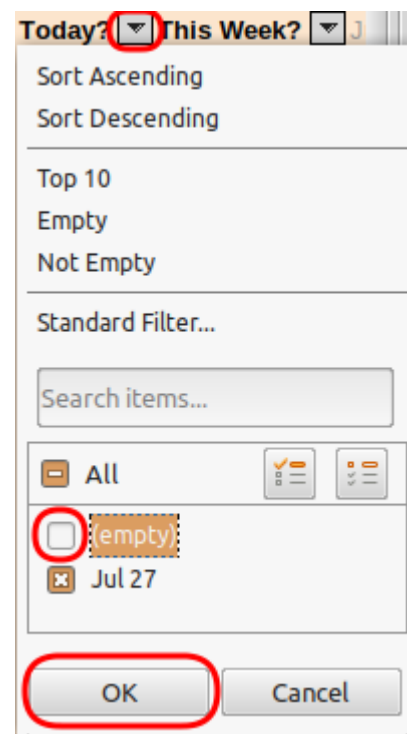 Today? This Week? J
Sort Ascending
Sort Descending
Top 10
Empty
Not Empty
Standard Filter...
Search items...
All
(empty)
Jul 27
OK Cancel